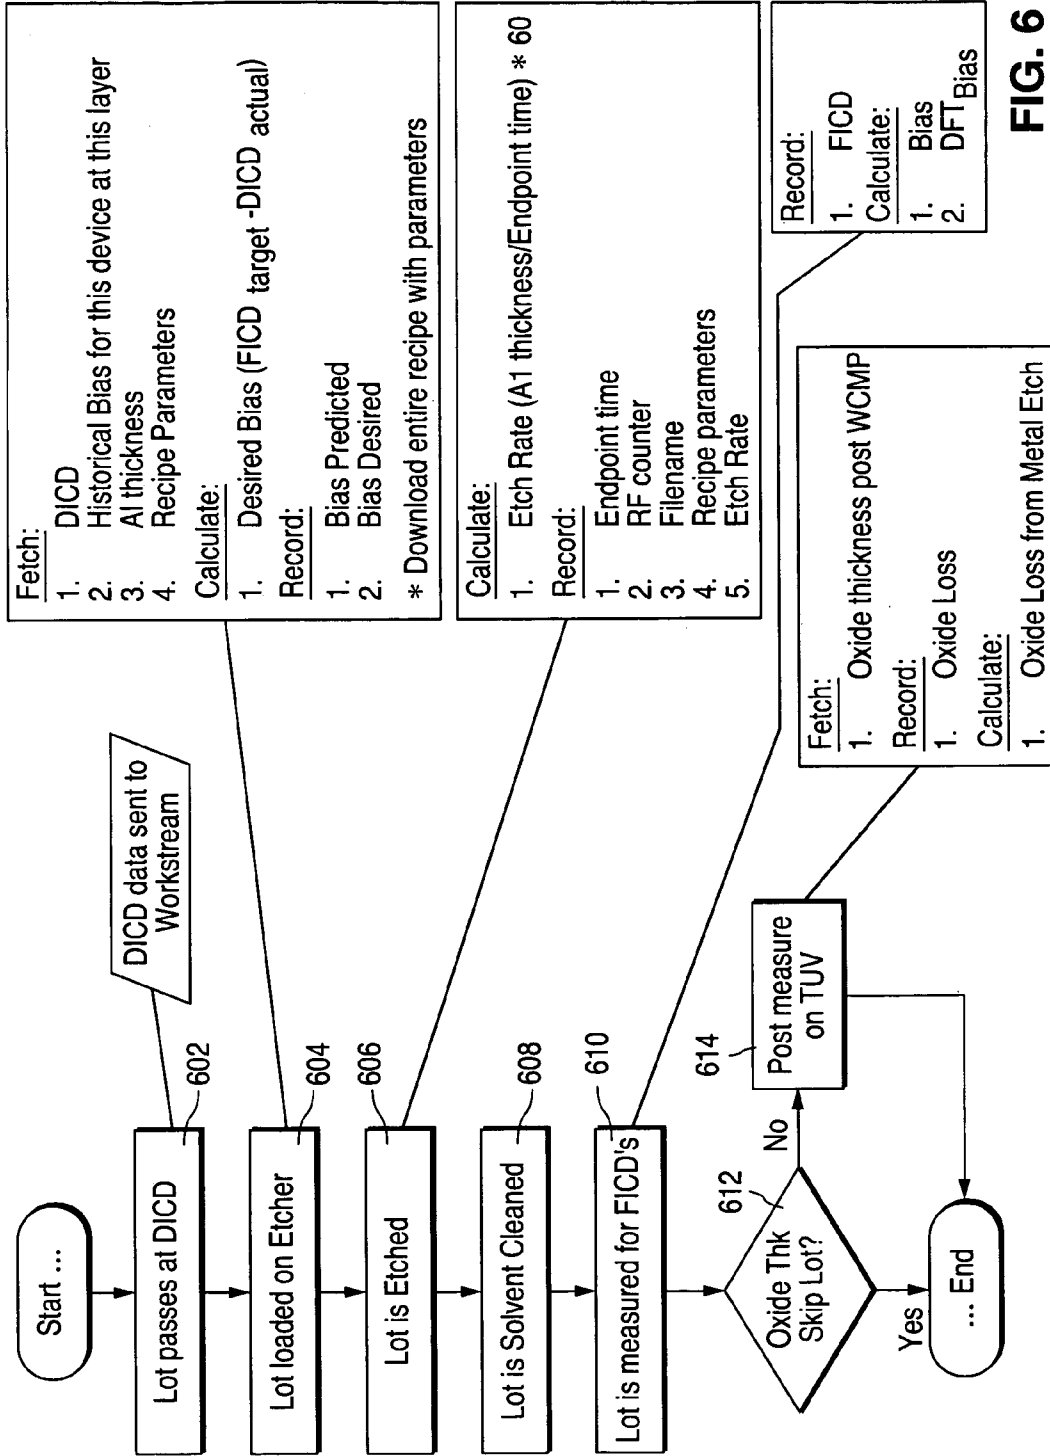 Start ...
Lot passes at DICD
602
DICD data sent to
Workstream
Lot loaded on Etcher
604
Fetch:
1. DICD
2. Historical Bias for this device at this layer
3. Al thickness
4. Recipe Parameters
Calculate:
1. Desired Bias (FICD target -DICD actual)
Record:
1. Bias Predicted
2. Bias Desired
* Download entire recipe with parameters
Lot is Etched
606
Calculate:
1. Etch Rate (A1 thickness/Endpoint time) * 60
Record:
1. Endpoint time
2. RF counter
3. Filename
4. Recipe parameters
5. Etch Rate
Lot is Solvent Cleaned
608
Lot is measured for FICD's
610
Record:
1. FICD
Calculate:
1. Bias
2. DFT Bias
Oxide Thk
Skip Lot?
612
No
Yes
Post measure
on TUV
614
Fetch:
1. Oxide thickness post WCMP
Record:
1. Oxide Loss
Calculate:
1. Oxide Loss from Metal Etch
... End
FIG. 6